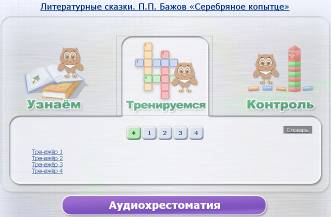 Литературные сказки. П.П. Бажов «Серебряное копытце»
Узнаём
Тренируемся
Контроль
+ 1 2 3 4
Словарь
Тренажёр 1
Тренажёр 2
Тренажёр 3
Тренажёр 4
Аудиохрестоматия